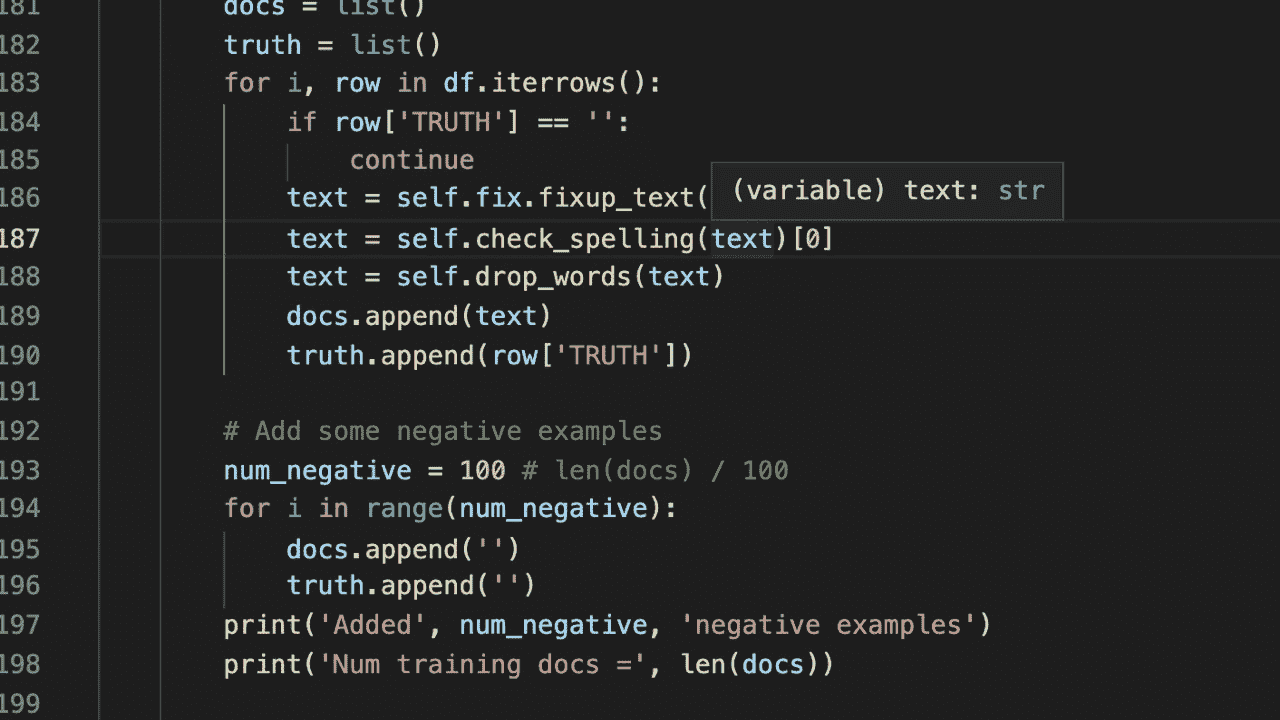 181 docs = list()
182 truth = list()
183 for i, row in df.iterrows():
184 if row['TRUTH'] == '':
185 continue
186 text = self.fix.fixup_text(
(variable) text: str
187 text = self.check_spelling(text)[0]
188 text = self.drop_words(text)
189 docs.append(text)
190 truth.append(row['TRUTH'])
191
192 # Add some negative examples
193 num_negative = 100 # len(docs) / 100
194 for i in range(num_negative):
195 docs.append('')
196 truth.append('')
197 print('Added', num_negative, 'negative examples')
198 print('Num training docs =', len(docs))
199